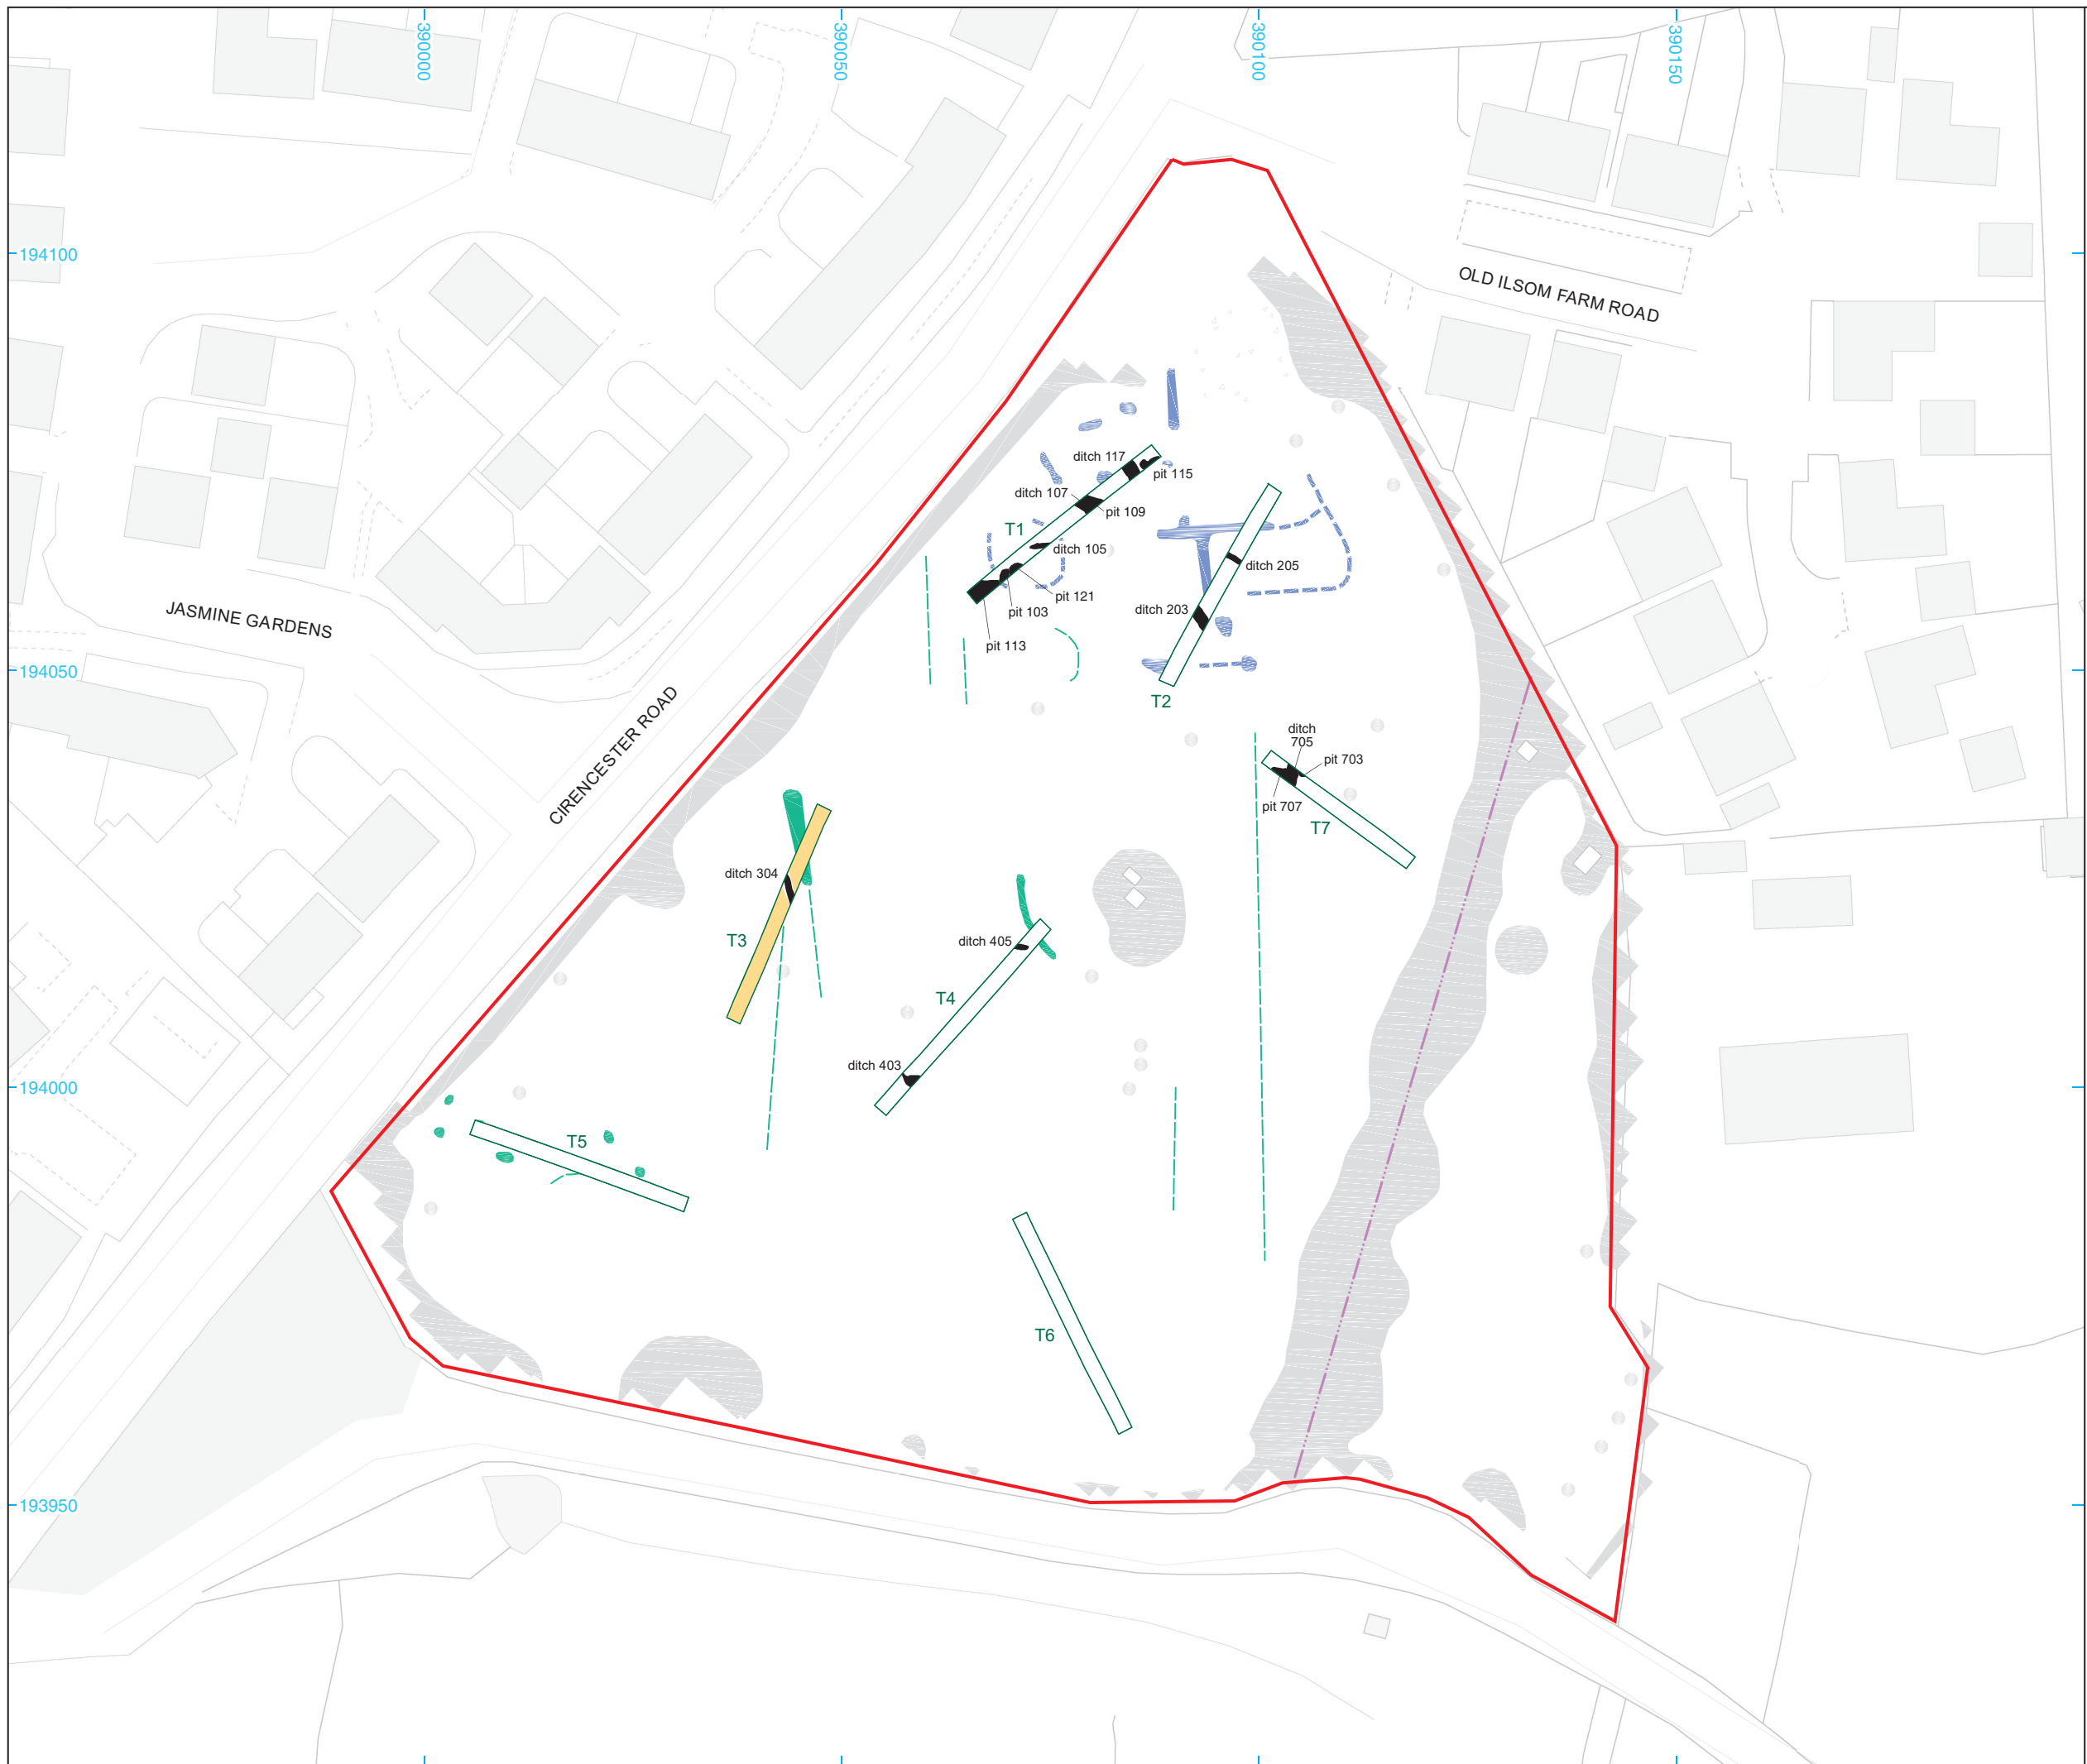 390000
390050
390100
390150
194100
OLD ILSOM FARM ROAD
ditch 117
pit 115
ditch 107
pit 109
T1
ditch 105
ditch 205
pit 121
pit 103
ditch 203
JASMINE GARDENS
pit 113
194050
T2
CIRENCESTER ROAD
ditch
705
pit 703
pit 707
T7
ditch 304
T3
ditch 405
T4
ditch 403
194000
T5
T6
193950